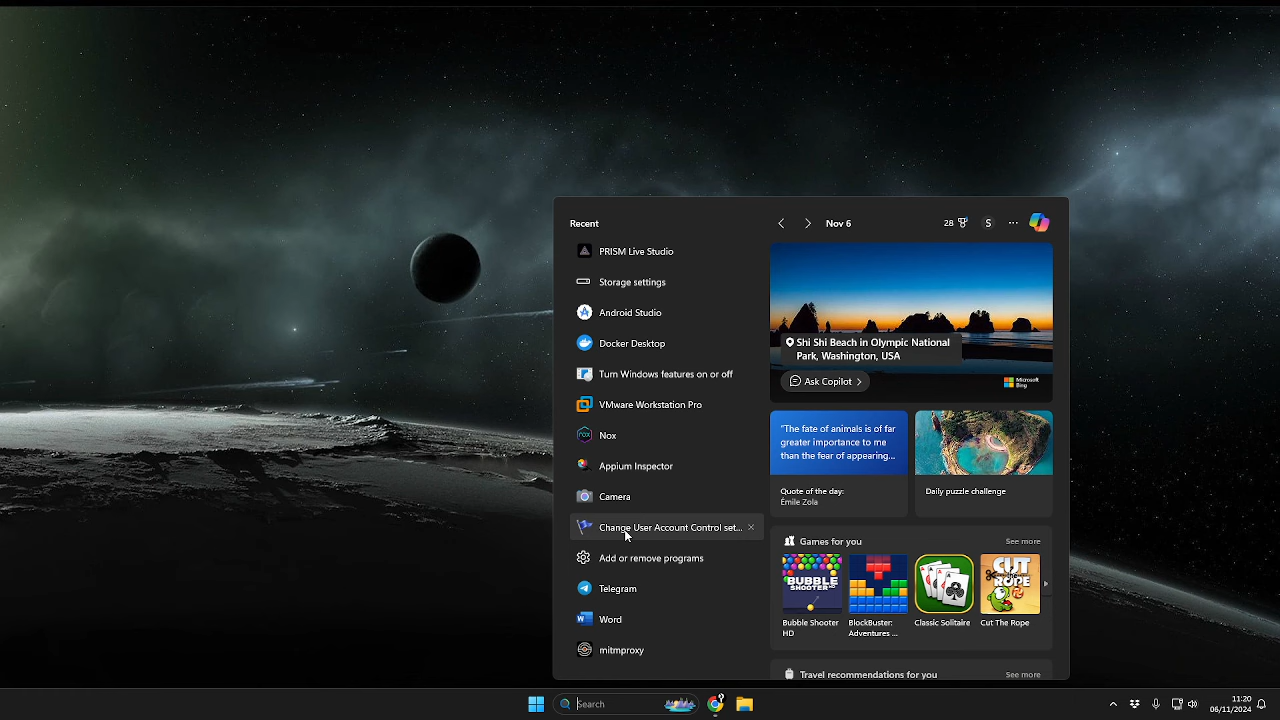 Recent
PRISM Live Studio
Storage settings
Android Studio
Docker Desktop
Turn Windows features on or off
VMware Workstation Pro
Nox
Appium Inspector
Camera
Change User Account Control set...
Add or remove programs
Telegram
Word
mitmproxy
Nov 6
28
S
Shi Shi Beach in Olympic National
Park, Washington, USA
Ask Copilot
Microsoft
Bing
"The fate of animals is of far
greater importance to me
than the fear of appearing...
Quote of the day:
Émile Zola
Daily puzzle challenge
Games for you
See more
BUBBLE
SHOOTER
CUT
ROPE
Bubble Shooter
HD
BlockBuster:
Adventures ...
Classic Solitaire
Cut The Rope
Travel recommendations for you
See more
Search
11:20
06/11/2024